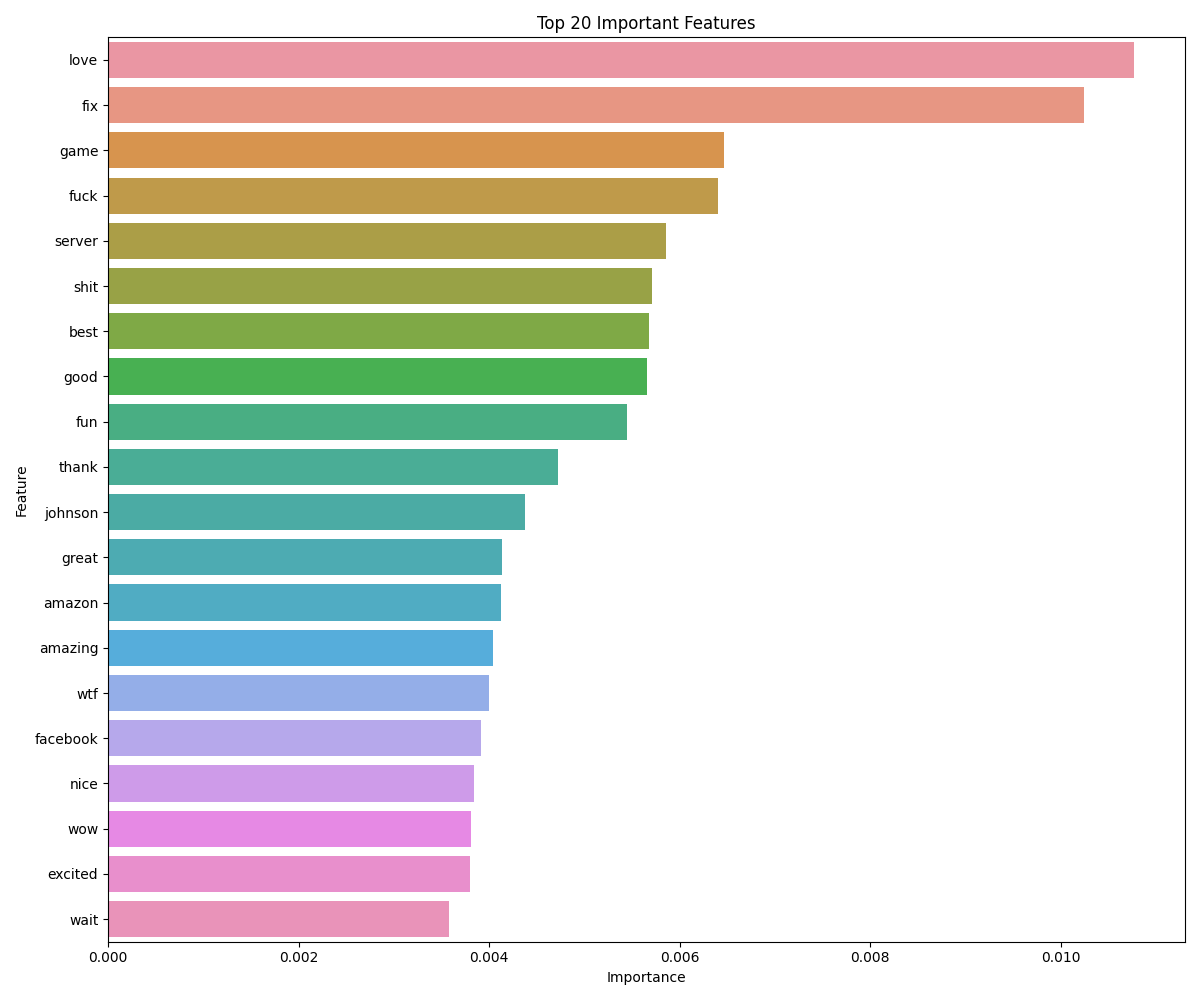 Top 20 Important Features
love
fix
game
fuck
server
shit
best
good
fun
thank
johnson
great
amazon
amazing
wtf
facebook
nice
wow
excited
wait
Feature
0.000 0.002 0.004 0.006 0.008 0.010
Importance